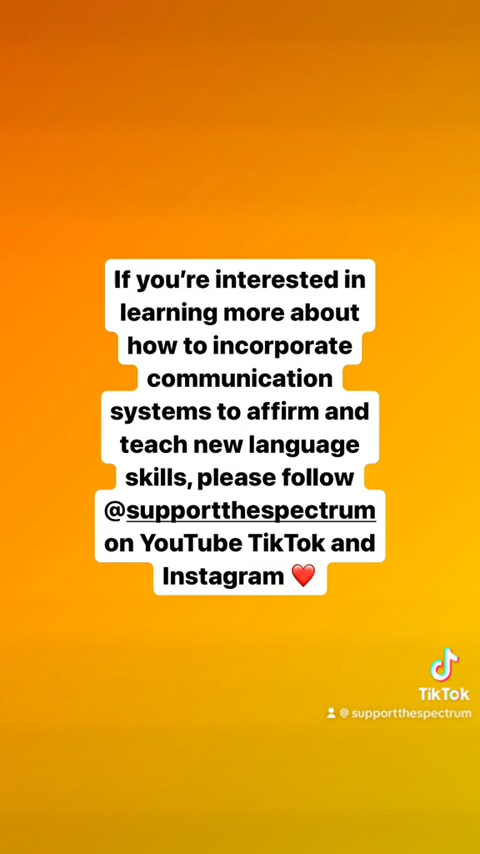 If you’re interested in
learning more about
how to incorporate
communication
systems to affirm and
teach new language
skills, please follow
@supportthespectrum
on YouTube TikTok and
Instagram ❤️
TikTok
@supportthespectrum